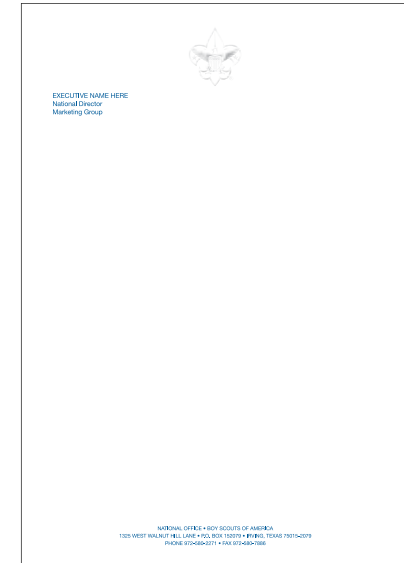 EXECUTIVE NAME HERE
National Director
Marketing Group
NATIONAL OFFICE • BOY SCOUTS OF AMERICA
1325 WEST WALNUT HILL LANE • P.O. BOX 152079 • IRVING, TEXAS 75015-2079
PHONE 972-580-2271 • FAX 972-580-7886